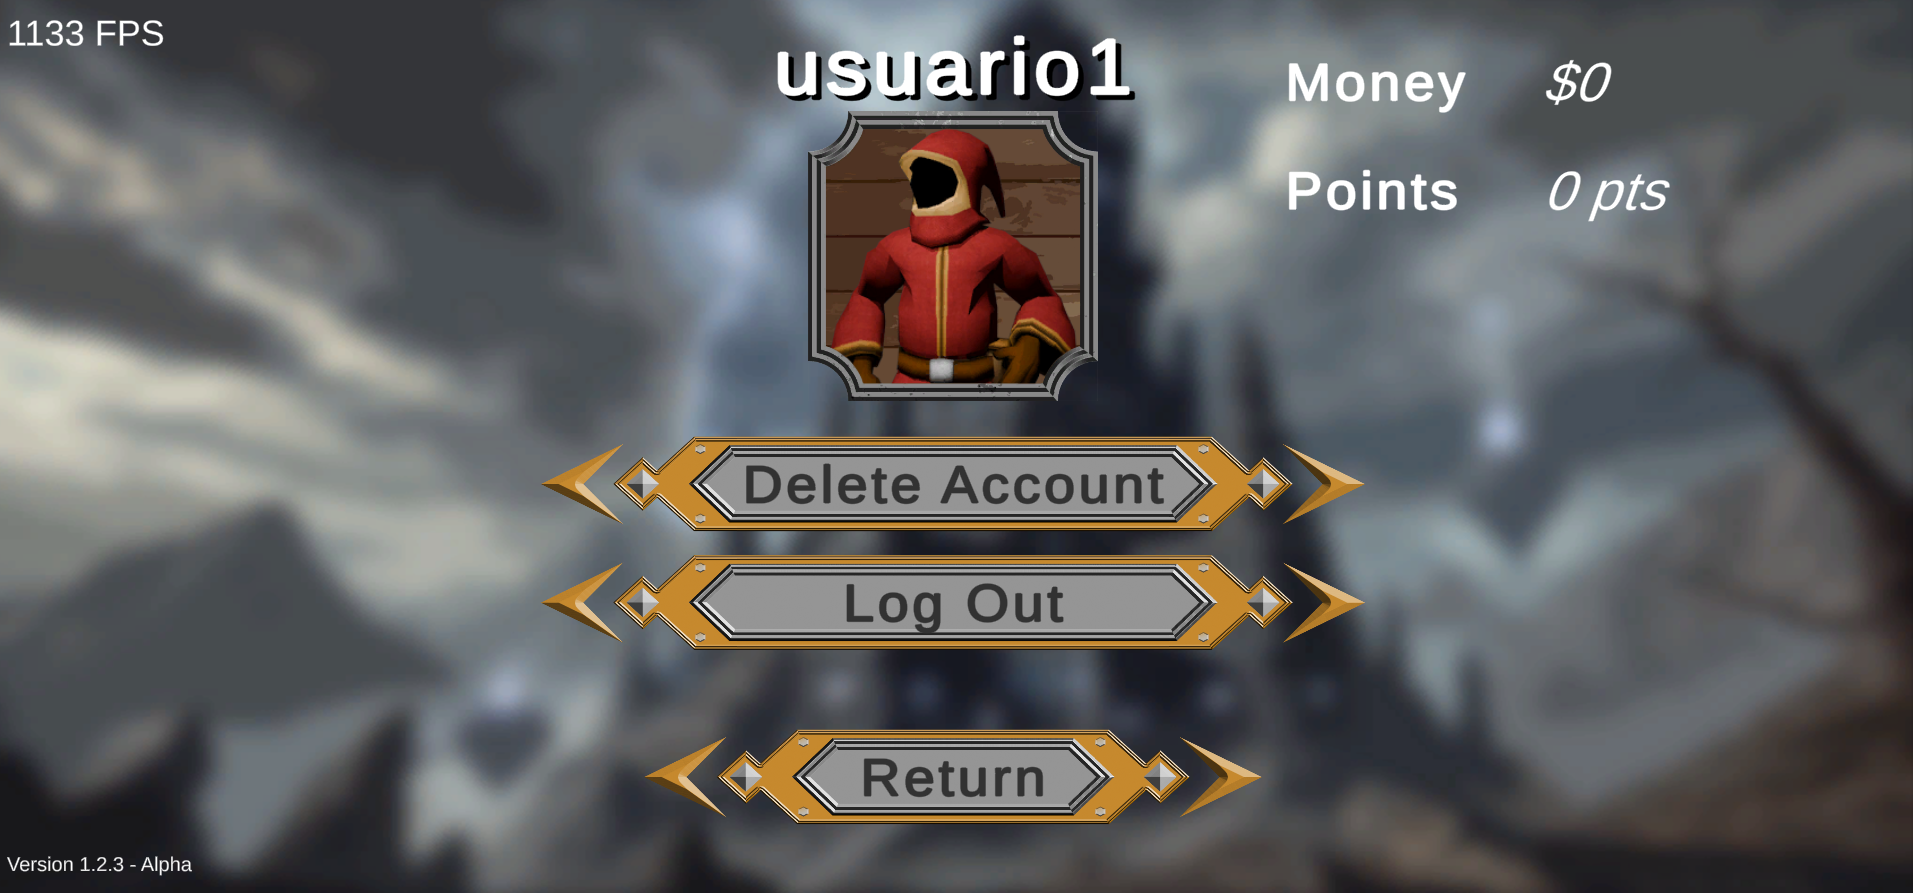 1133 FPS
usuario1
Money $0
Points 0 pts
Delete Account
Log Out
Return
Version 1.2.3 - Alpha